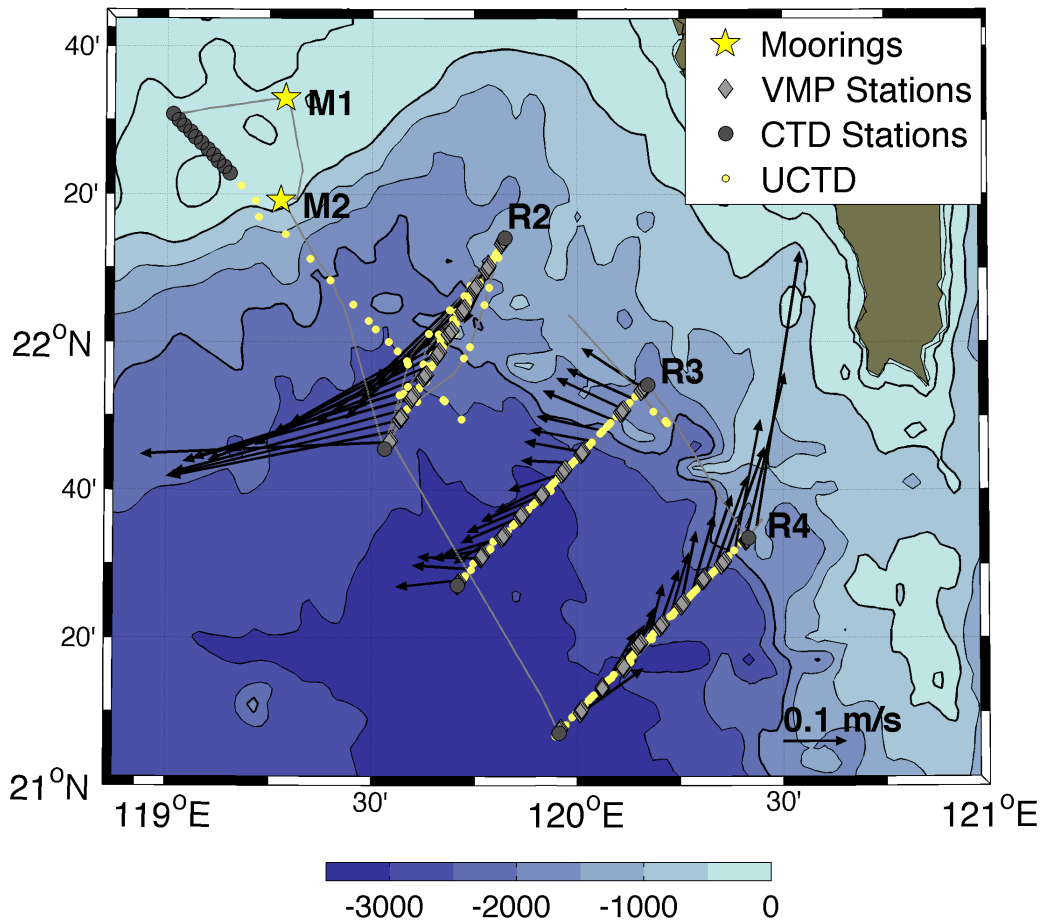 40'
Moorings
VMP Stations
CTD Stations
UCTD
M1
20'
M2
R2
22°N
R3
40'
R4
20'
0.1 m/s
21°N
119°E
30'
120°E
30'
121°E
-3000
-2000
-1000
0